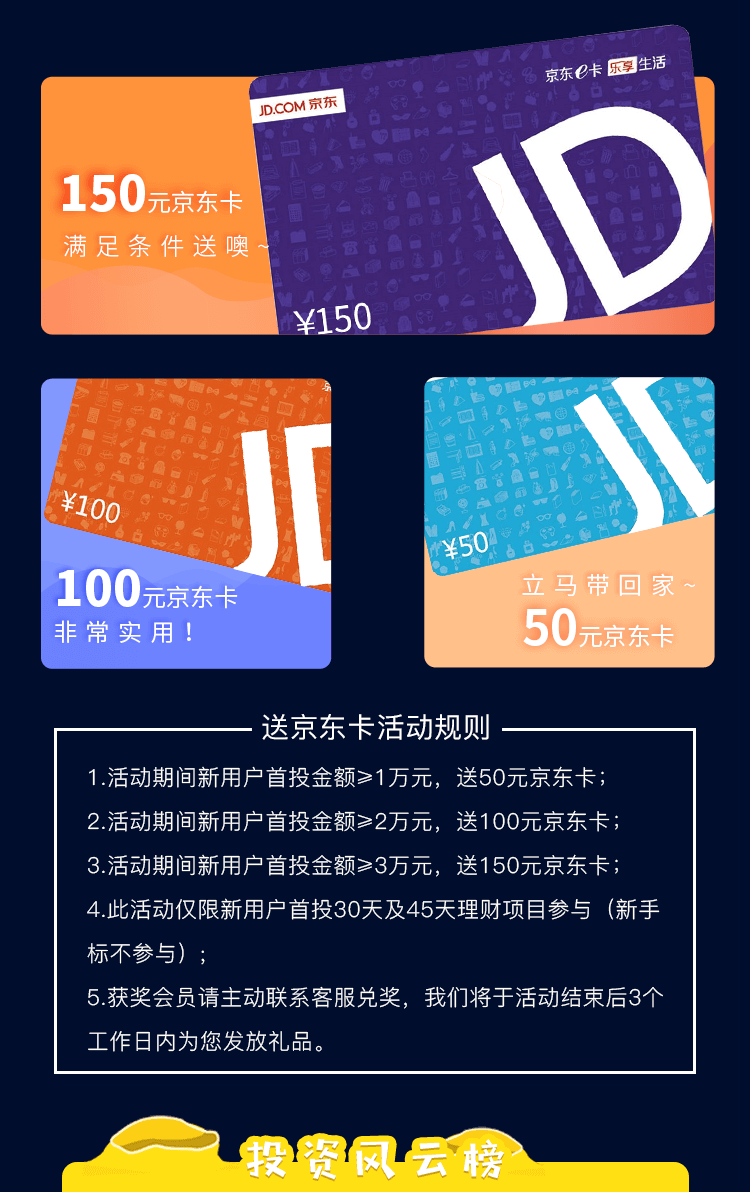 京东e卡 乐享生活
JD.COM 京东
150元京东卡
满足条件送噢~
¥150
¥100
100元京东卡
非常实用！
¥50
立马带回家~
50元京东卡
送京东卡活动规则
1.活动期间新用户首投金额≥1万元，送50元京东卡；
2.活动期间新用户首投金额≥2万元，送100元京东卡；
3.活动期间新用户首投金额≥3万元，送150元京东卡；
4.此活动仅限新用户首投30天及45天理财项目参与（新手
标不参与）；
5.获奖会员请主动联系客服兑奖，我们将于活动结束后3个
工作日内为您发放礼品。
投资风云榜